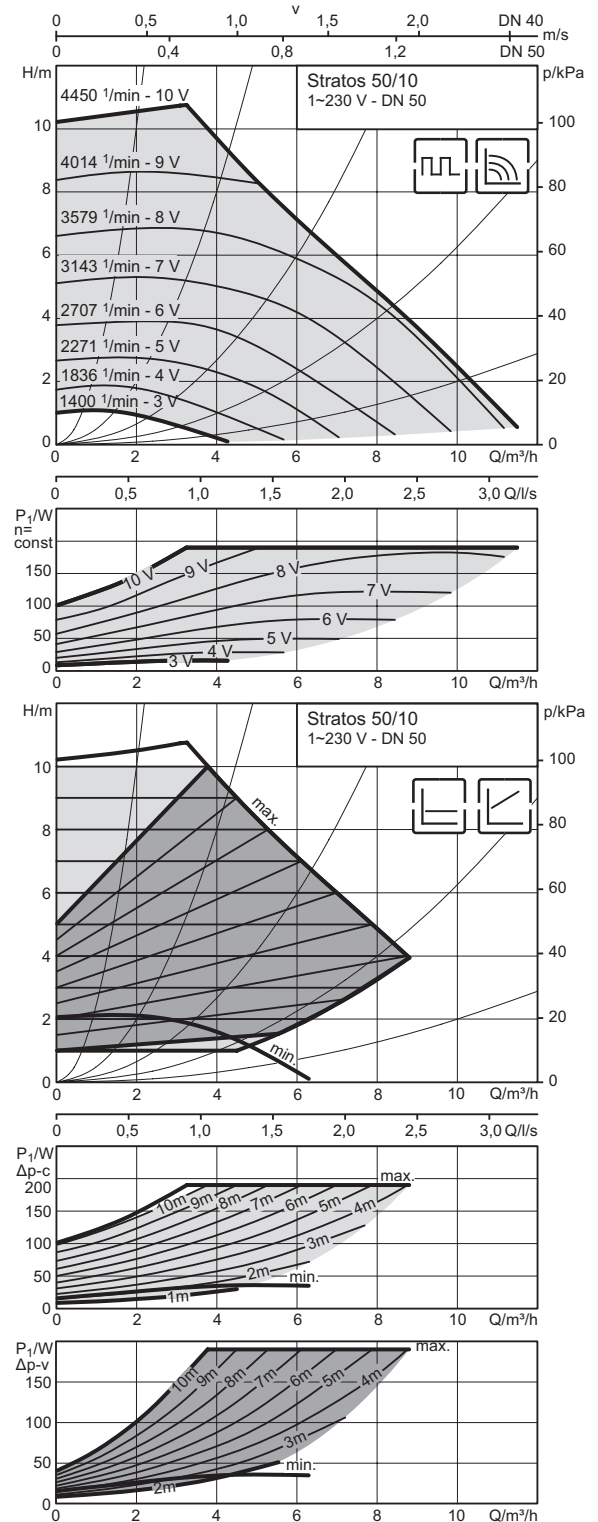 v
0 0,5 1,0 1,5 2,0 DN 40
m/s
0 0,4 0,8 1,2 DN 50
H/m p/kPa
Stratos 50/10
1~230 V - DN 50
4450 1/min - 10 V
4014 1/min - 9 V
3579 1/min - 8 V
3143 1/min - 7 V
2707 1/min - 6 V
2271 1/min - 5 V
1836 1/min - 4 V
1400 1/min - 3 V
10 100
8 80
6 60
4 40
2 20
0 0
0 2 4 6 8 10 Q/m³/h
0 0,5 1,0 1,5 2,0 2,5 3,0 Q/l/s
P1/W
n=
const
150
100
50
0
10 V
9 V
8 V
7 V
6 V
5 V
4 V
3 V
0 2 4 6 8 10 Q/m³/h
H/m p/kPa
Stratos 50/10
1~230 V - DN 50
10 100
8 80
6 60
4 40
2 20
0 0
max.
min.
0 2 4 6 8 10 Q/m³/h
0 0,5 1,0 1,5 2,0 2,5 3,0 Q/l/s
P1/W
Δp-c
200
150
100
50
0
max.
10m 9m 8m 7m 6m 5m 4m
3m
2m min.
1m
0 2 4 6 8 10 Q/m³/h
P1/W
Δp-v
150
100
50
0
max.
10m 9m 8m 7m 6m 5m 4m
3m
min.
2m
0 2 4 6 8 10 Q/m³/h